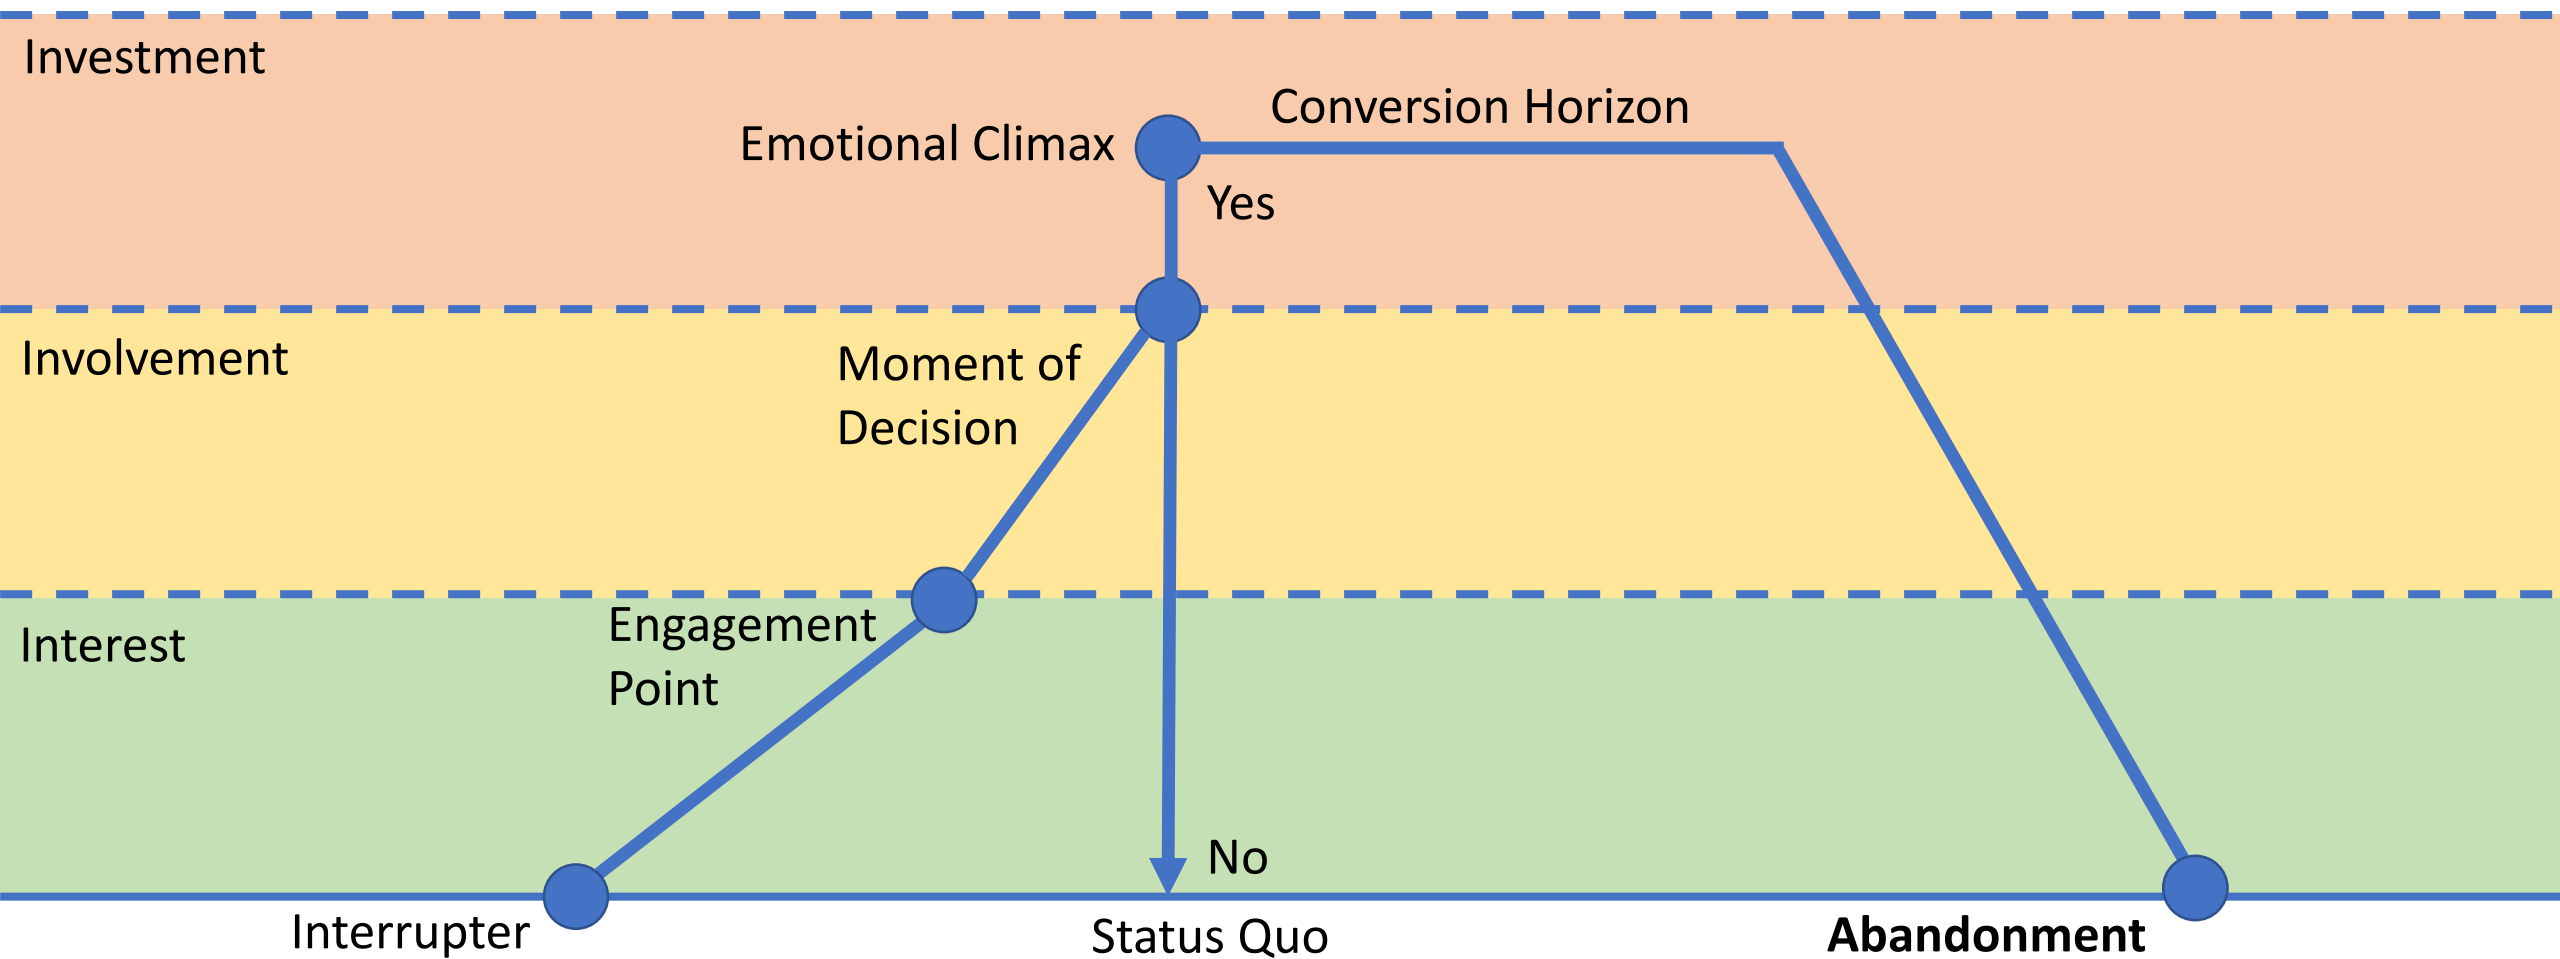 Investment
Conversion Horizon
Emotional Climax
Yes
Involvement
Moment of
Decision
Engagement
Point
Interest
No
Interrupter
Status Quo
Abandonment